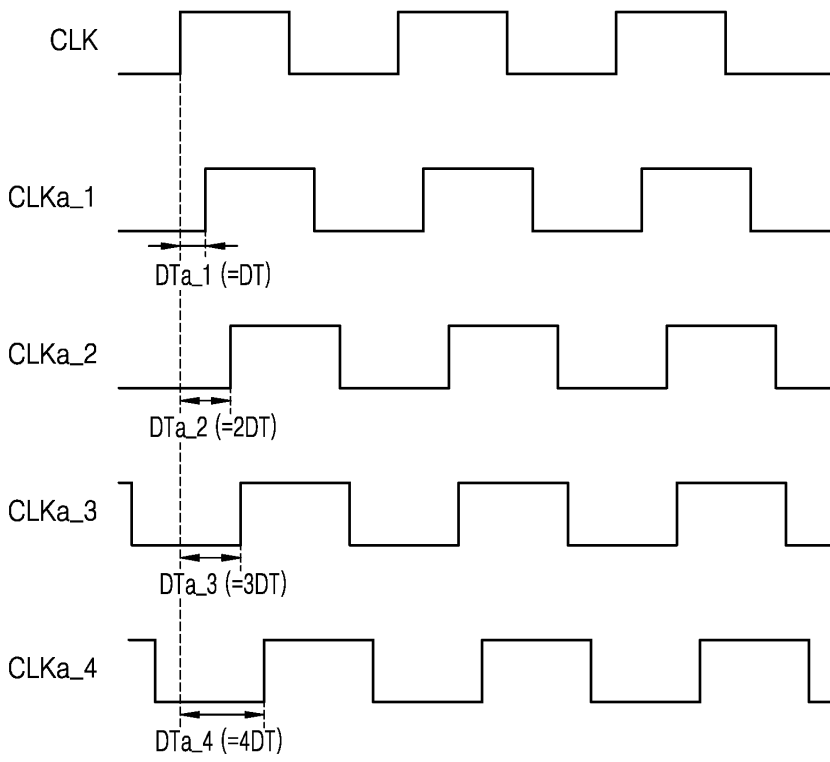 CLK
CLKa_1
DTa_1 (=DT)
CLKa_2
DTa_2 (=2DT)
CLKa_3
DTa_3 (=3DT)
CLKa_4
DTa_4 (=4DT)